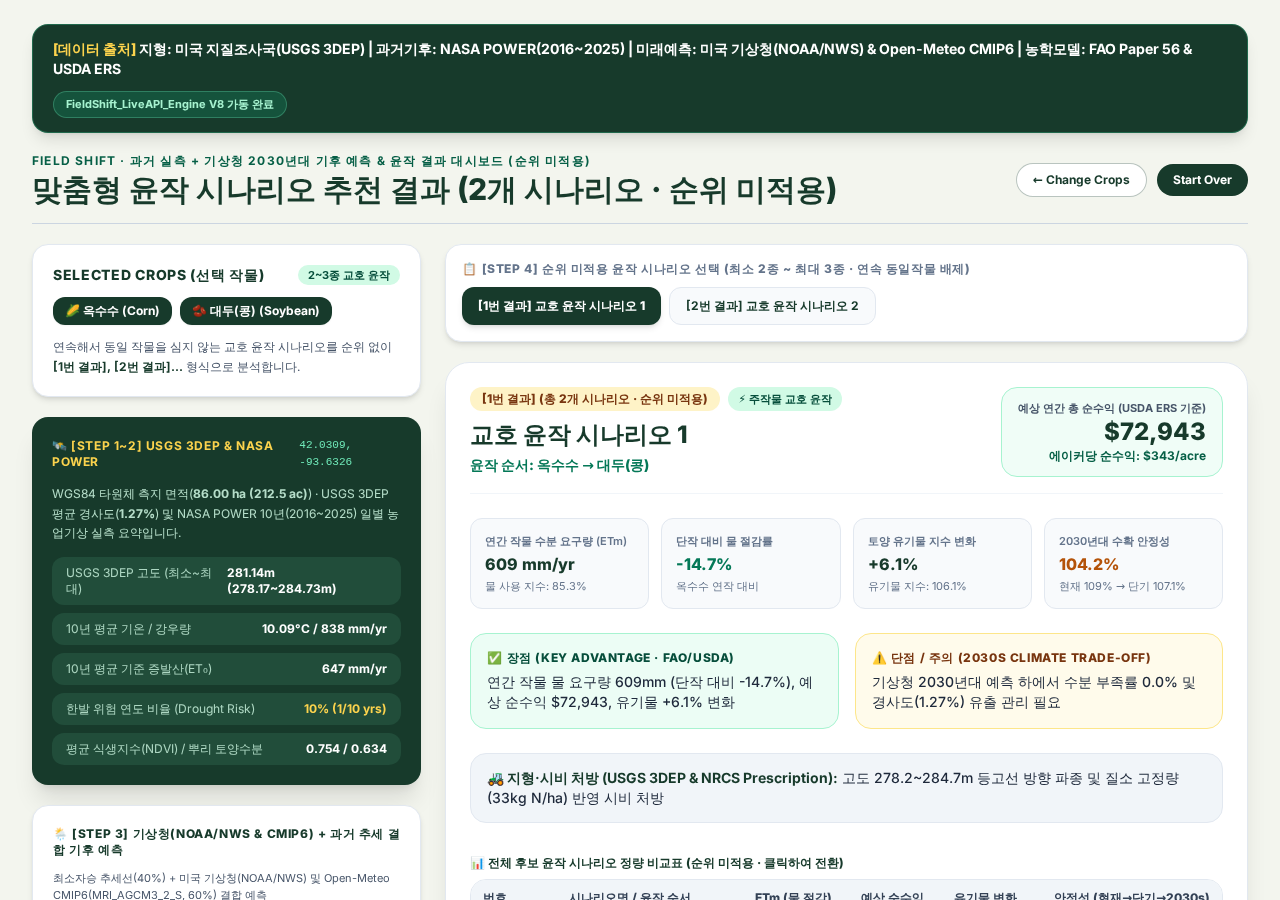 [데이터 출처] 지형: 미국 지질조사국(USGS 3DEP) | 과거기후: NASA POWER(2016~2025) | 미래예측: 미국 기상청(NOAA/NWS) & Open-Meteo CMIP6 | 농학모델: FAO Paper 56 &
USDA ERS
FieldShift_LiveAPI_Engine V8 가동 완료
FIELD SHIFT · 과거 실측 + 기상청 2030년대 기후 예측 & 윤작 결과 대시보드 (순위 미적용)
맞춤형 윤작 시나리오 추천 결과 (2개 시나리오 · 순위 미적용)
← Change Crops
Start Over
SELECTED CROPS (선택 작물)
2~3종 교호 윤작
🌽 옥수수 (Corn)
🫘 대두(콩) (Soybean)
연속해서 동일 작물을 심지 않는 교호 윤작 시나리오를 순위 없이
[1번 결과], [2번 결과]... 형식으로 분석합니다.
🛰️ [STEP 1~2] USGS 3DEP & NASA
POWER
42.0309,
-93.6326
WGS84 타원체 측지 면적(86.00 ha (212.5 ac)) · USGS 3DEP
평균 경사도(1.27%) 및 NASA POWER 10년(2016~2025) 일별 농
업기상 실측 요약입니다.
USGS 3DEP 고도 (최소~최
대)
281.14m
(278.17~284.73m)
10년 평균 기온 / 강우량
10.09°C / 838 mm/yr
10년 평균 기준 증발산(ET₀)
647 mm/yr
한발 위험 연도 비율 (Drought Risk)
10% (1/10 yrs)
평균 식생지수(NDVI) / 뿌리 토양수분
0.754 / 0.634
🌦️ [STEP 3] 기상청(NOAA/NWS & CMIP6) + 과거 추세 결
합 기후 예측
최소자승 추세선(40%) + 미국 기상청(NOAA/NWS) 및 Open-Meteo
CMIP6(MRI_AGCM3_2_S, 60%) 결합 예측
📋 [STEP 4] 순위 미적용 윤작 시나리오 선택 (최소 2종 ~ 최대 3종 · 연속 동일작물 배제)
[1번 결과] 교호 윤작 시나리오 1
[2번 결과] 교호 윤작 시나리오 2
[1번 결과] (총 2개 시나리오 · 순위 미적용)
⚡ 주작물 교호 윤작
교호 윤작 시나리오 1
윤작 순서: 옥수수 → 대두(콩)
예상 연간 총 순수익 (USDA ERS 기준)
$72,943
에이커당 순수익: $343/acre
연간 작물 수분 요구량 (ETm)
609 mm/yr
물 사용 지수: 85.3%
단작 대비 물 절감률
-14.7%
옥수수 연작 대비
토양 유기물 지수 변화
+6.1%
유기물 지수: 106.1%
2030년대 수확 안정성
104.2%
현재 109% → 단기 107.1%
✅ 장점 (KEY ADVANTAGE · FAO/USDA)
연간 작물 물 요구량 609mm (단작 대비 -14.7%), 예
상 순수익 $72,943, 유기물 +6.1% 변화
⚠️ 단점 / 주의 (2030S CLIMATE TRADE-OFF)
기상청 2030년대 예측 하에서 수분 부족률 0.0% 및
경사도(1.27%) 유출 관리 필요
🚜 지형·시비 처방 (USGS 3DEP & NRCS Prescription): 고도 278.2~284.7m 등고선 방향 파종 및 질소 고정량
(33kg N/ha) 반영 시비 처방
📊 전체 후보 윤작 시나리오 정량 비교표 (순위 미적용 · 클릭하여 전환)
번호
시나리오명 / 윤작 순서
ETm (물 절감)
예상 순수익
유기물 변화
안정성 (현재→단기→2030s)